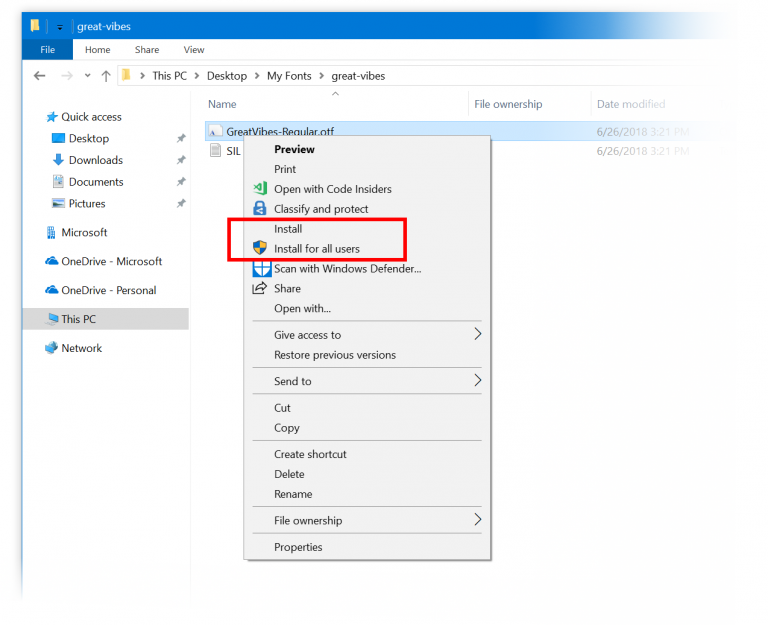 great-vibes
File Home Share View
This PC Desktop My Fonts great-vibes
Name File ownership Date modified
Quick access
Desktop
Downloads
Documents
Pictures
Microsoft
OneDrive - Microsoft
OneDrive - Personal
This PC
Network
GreatVibes-Regular.otf 6/26/2018 3:21 PM
SIL 6/26/2018 3:21 PM
Preview
Print
Open with Code Insiders
Classify and protect
Install
Install for all users
Scan with Windows Defender...
Share
Open with...
Give access to
Restore previous versions
Send to
Cut
Copy
Create shortcut
Delete
Rename
File ownership
Properties